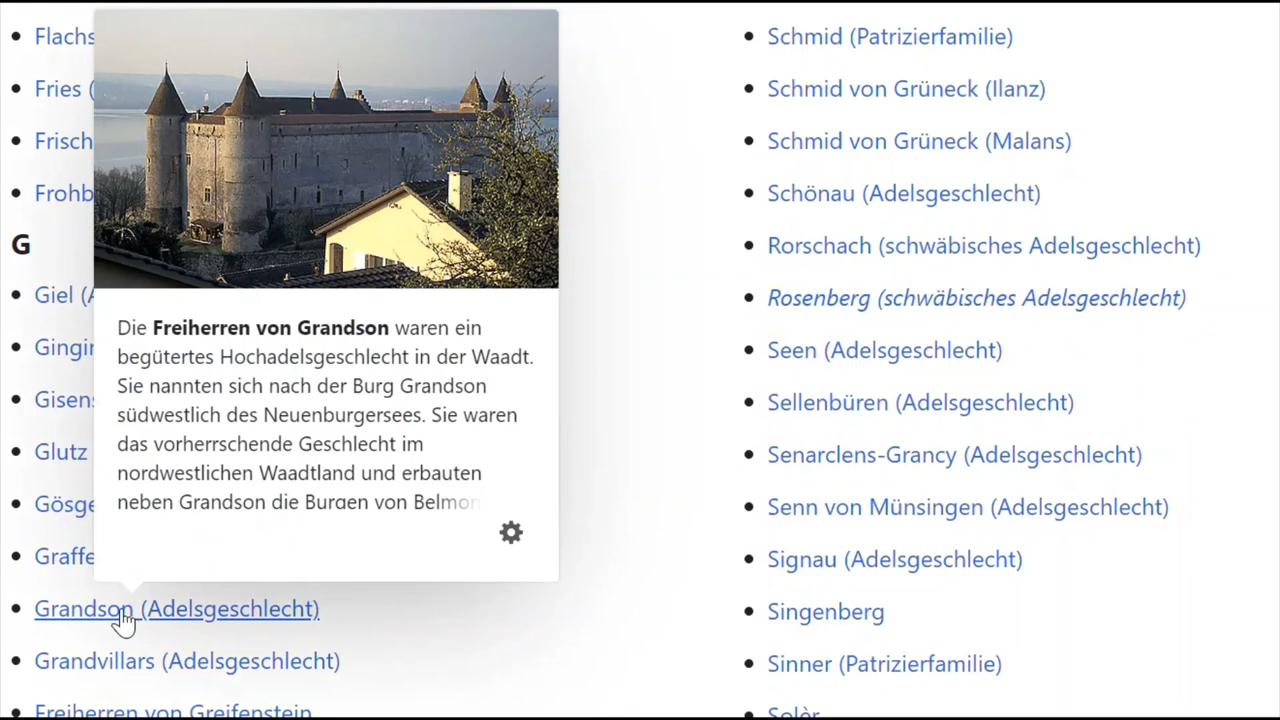 Flachs
Fries (
Frisch
Frohb
G
Giel (A
Gingin
Gisens
Glutz
Gösge
Graffe
Die Freiherren von Grandson waren ein
begütertes Hochadelsgeschlecht in der Waadt.
Sie nannten sich nach der Burg Grandson
südwestlich des Neuenburgersees. Sie waren
das vorherrschende Geschlecht im
nordwestlichen Waadtland und erbauten
neben Grandson die Burgen von Belmon
Grandson (Adelsgeschlecht)
Grandvillars (Adelsgeschlecht)
Freiherren von Greifenstein
Schmid (Patrizierfamilie)
Schmid von Grüneck (Ilanz)
Schmid von Grüneck (Malans)
Schönau (Adelsgeschlecht)
Rorschach (schwäbisches Adelsgeschlecht)
Rosenberg (schwäbisches Adelsgeschlecht)
Seen (Adelsgeschlecht)
Sellenbüren (Adelsgeschlecht)
Senarclens-Grancy (Adelsgeschlecht)
Senn von Münsingen (Adelsgeschlecht)
Signau (Adelsgeschlecht)
Singenberg
Sinner (Patrizierfamilie)
Solèr